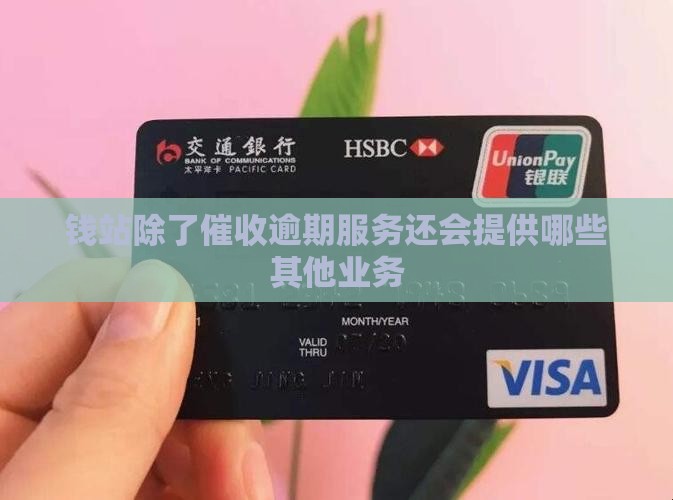 交通銀行
BANK OF COMMUNICATIONS
太平洋卡 PACIFIC CARD
HSBC
UnionPay
银联
钱站除了催收逾期服务还会提供哪些
其他业务
MONTH/YEAR
VALID
THRU
VISA